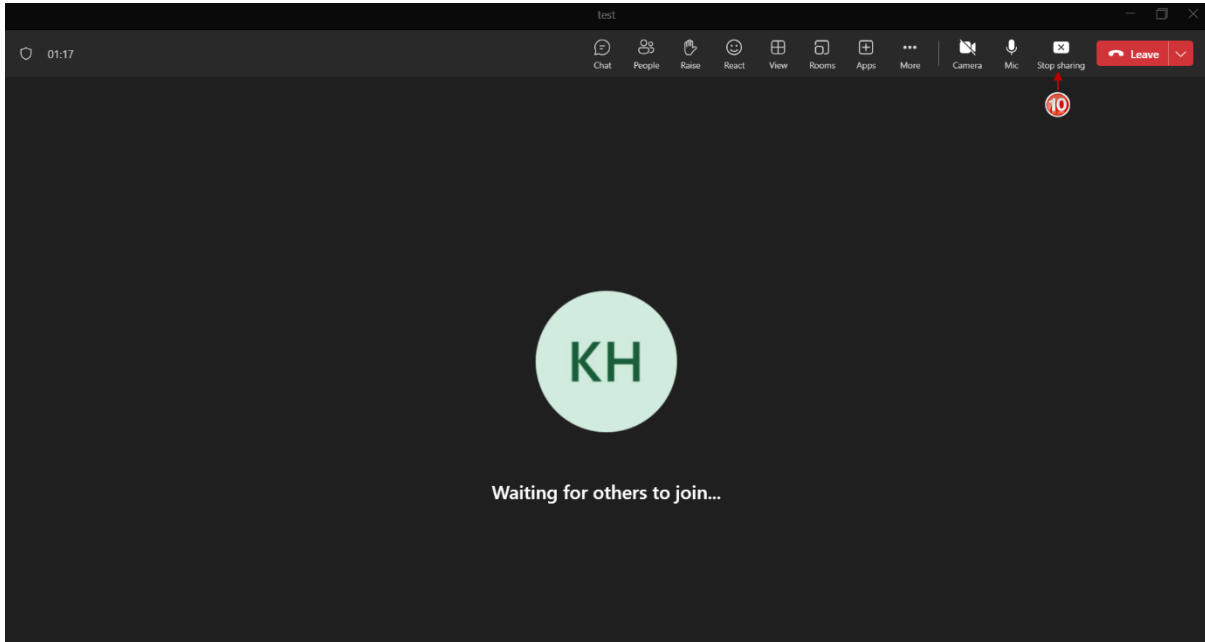 test
01:17
Chat People Raise React View Rooms Apps More Camera Mic Stop sharing Leave
10
KH
Waiting for others to join...